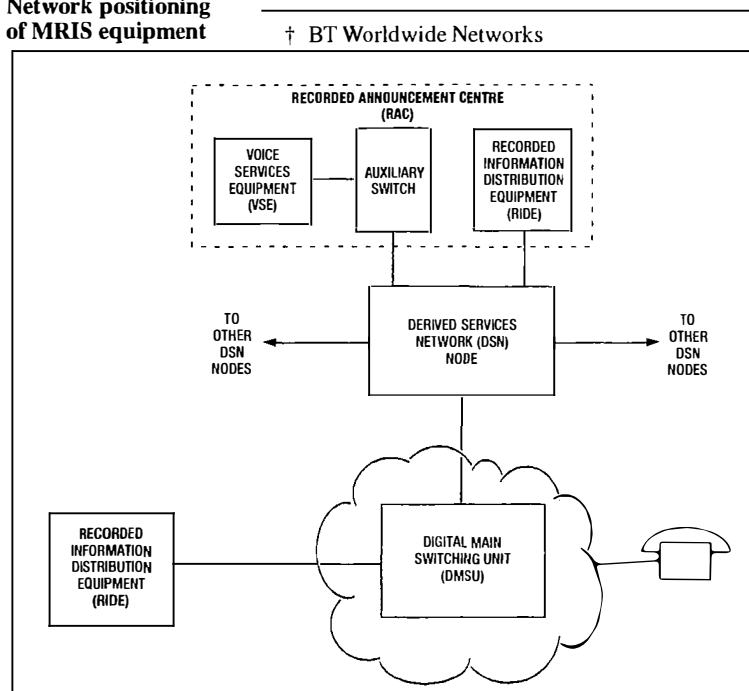 Network positioning
of MRIS equipment
† BT Worldwide Networks
RECORDED ANNOUNCEMENT CENTRE
(RAC)
VOICE
SERVICES
EQUIPMENT
(VSE)
AUXILIARY
SWITCH
RECORDED
INFORMATION
DISTRIBUTION
EQUIPMENT
(RIDE)
TO
OTHER
DSN
NODES
DERIVED SERVICES
NETWORK (DSN)
NODE
TO
OTHER
DSN
NODES
RECORDED
INFORMATION
DISTRIBUTION
EQUIPMENT
(RIDE)
DIGITAL MAIN
SWITCHING UNIT
(DMSU)